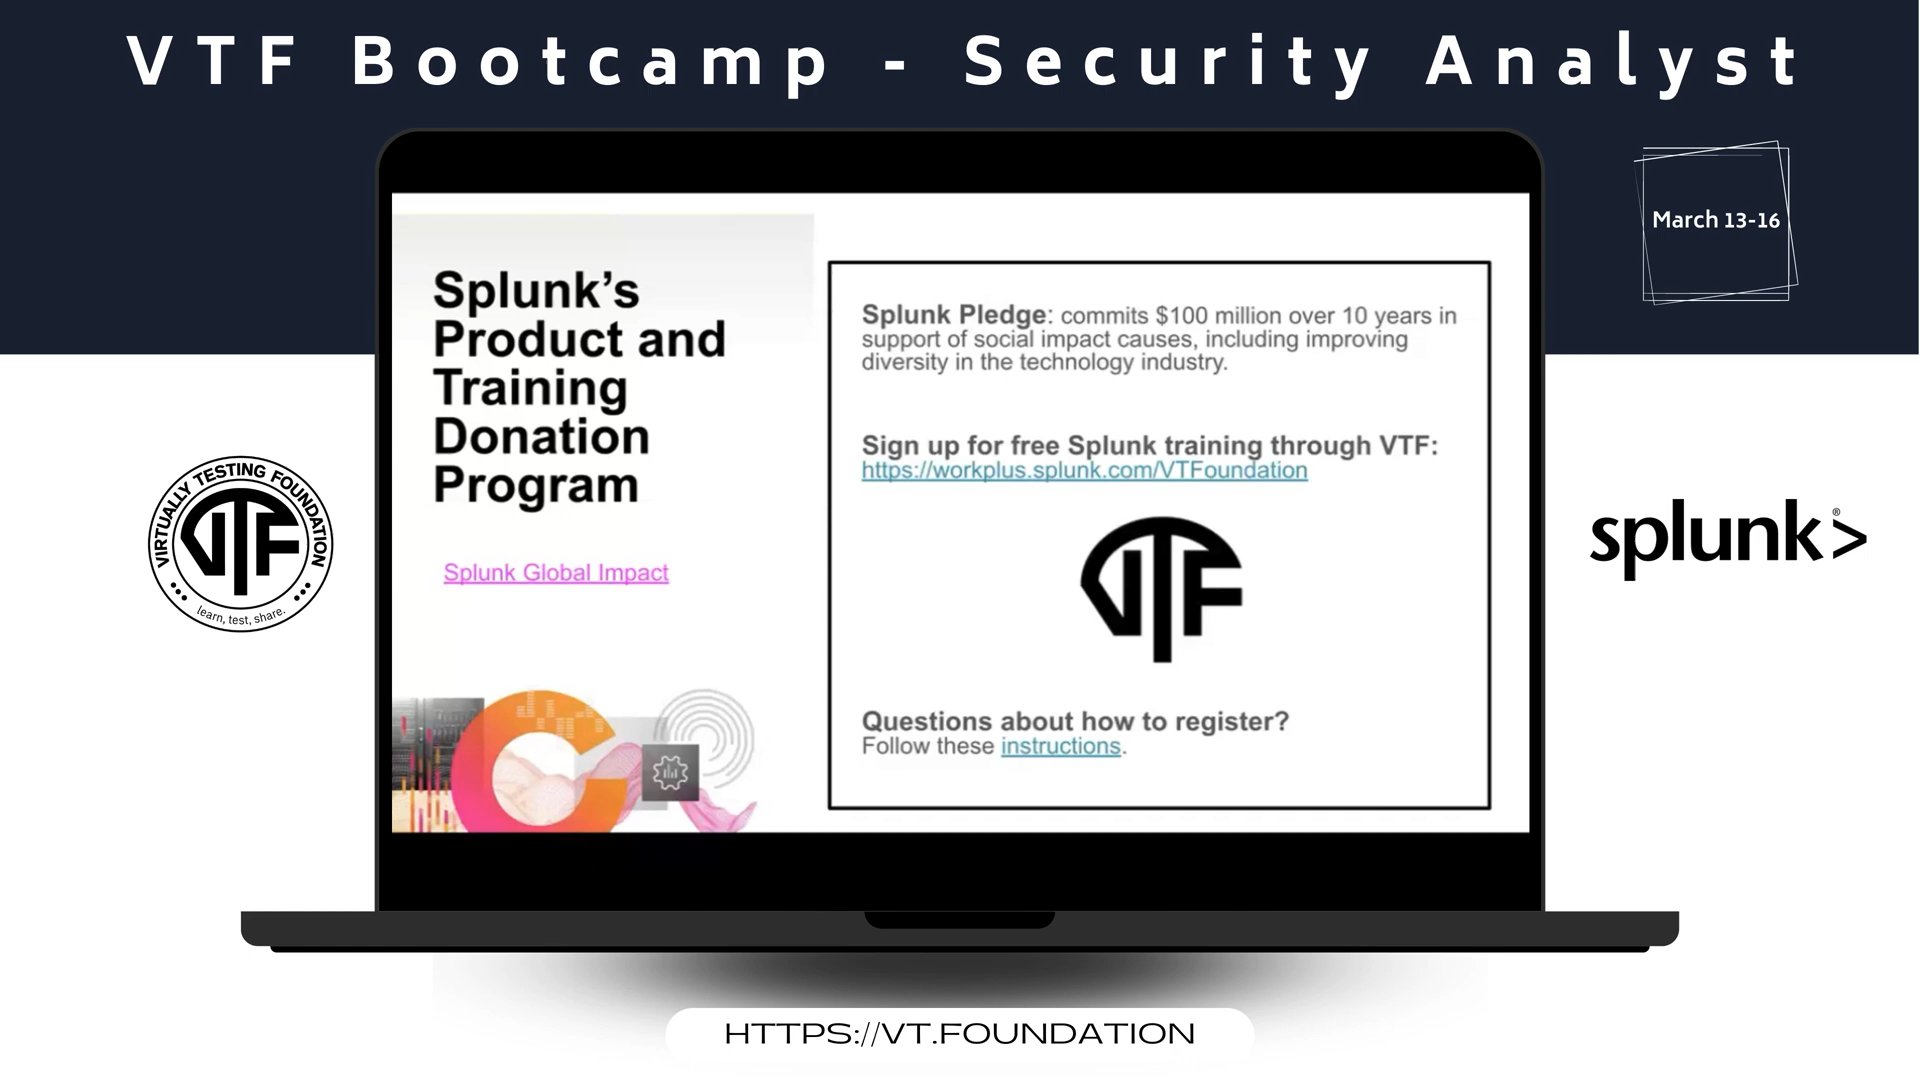 VTF Bootcamp - Security Analyst
March 13-16
Splunk’s
Product and
Training
Donation
Program
Splunk Global Impact
Splunk Pledge: commits $100 million over 10 years in
support of social impact causes, including improving
diversity in the technology industry.
Sign up for free Splunk training through VTF:
https://workplus.splunk.com/VTFoundation
VTF
Questions about how to register?
Follow these instructions.
VIRTUALLY TESTING FOUNDATION
VTF
learn, test, share.
splunk>®
HTTPS://VT.FOUNDATION